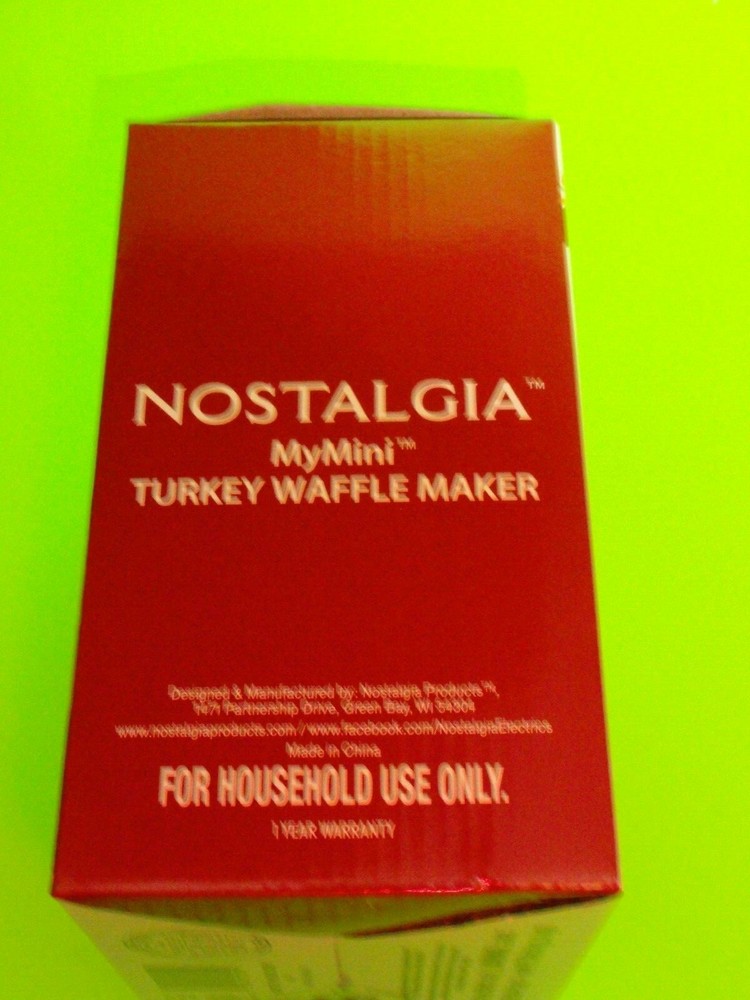 NOSTALGIA™
MyMini™
TURKEY WAFFLE MAKER
Designed & Manufactured by: Nostalgia Products™,
1471 Partnership Drive, Green Bay, WI 54304
www.nostalgiaproducts.com / www.facebook.com/NostalgiaElectrics
Made in China
FOR HOUSEHOLD USE ONLY.
1 YEAR WARRANTY